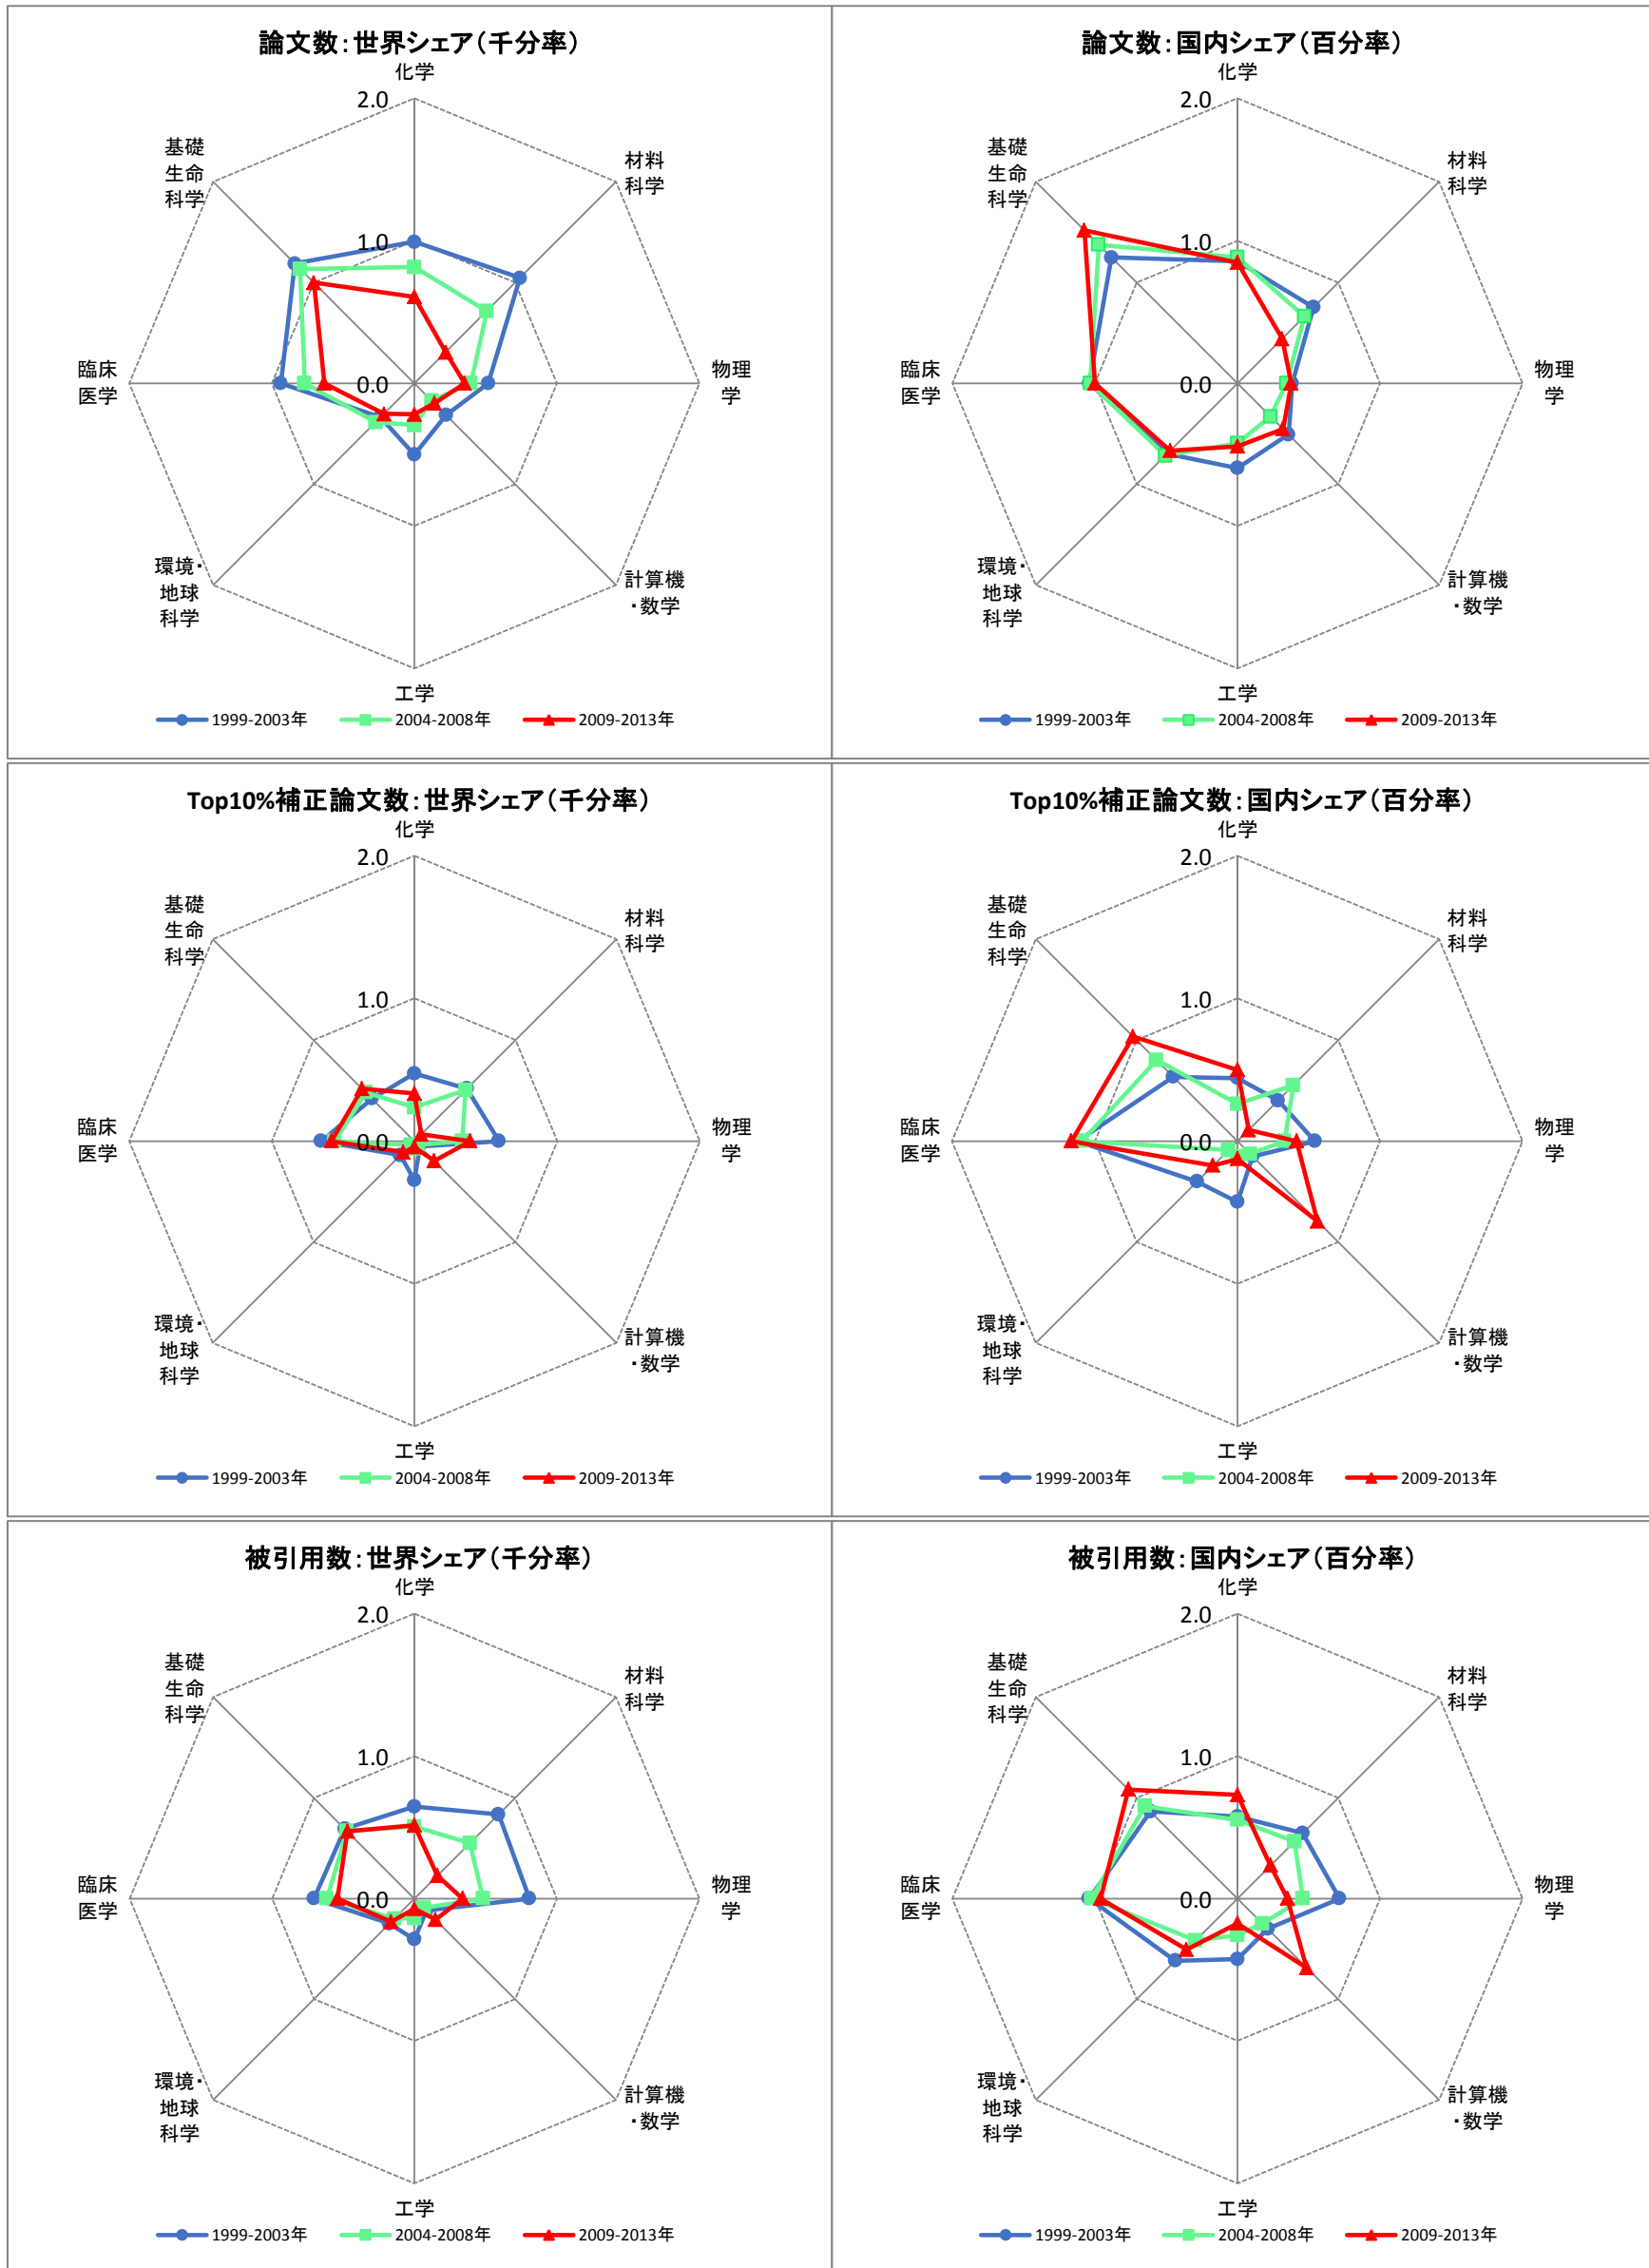 論文数：世界シェア（千分率）
化学
2.0
1.0
0.0
材料
科学
物理
学
計算機
・数学
工学
環境・
地球
科学
臨床
医学
基礎
生命
科学
1999-2003年 2004-2008年 2009-2013年
論文数：国内シェア（百分率）
化学
2.0
1.0
0.0
材料
科学
物理
学
計算機
・数学
工学
環境・
地球
科学
臨床
医学
基礎
生命
科学
1999-2003年 2004-2008年 2009-2013年
Top10%補正論文数：世界シェア（千分率）
化学
2.0
1.0
0.0
材料
科学
物理
学
計算機
・数学
工学
環境・
地球
科学
臨床
医学
基礎
生命
科学
1999-2003年 2004-2008年 2009-2013年
Top10%補正論文数：国内シェア（百分率）
化学
2.0
1.0
0.0
材料
科学
物理
学
計算機
・数学
工学
環境・
地球
科学
臨床
医学
基礎
生命
科学
1999-2003年 2004-2008年 2009-2013年
被引用数：世界シェア（千分率）
化学
2.0
1.0
0.0
材料
科学
物理
学
計算機
・数学
工学
環境・
地球
科学
臨床
医学
基礎
生命
科学
1999-2003年 2004-2008年 2009-2013年
被引用数：国内シェア（百分率）
化学
2.0
1.0
0.0
材料
科学
物理
学
計算機
・数学
工学
環境・
地球
科学
臨床
医学
基礎
生命
科学
1999-2003年 2004-2008年 2009-2013年